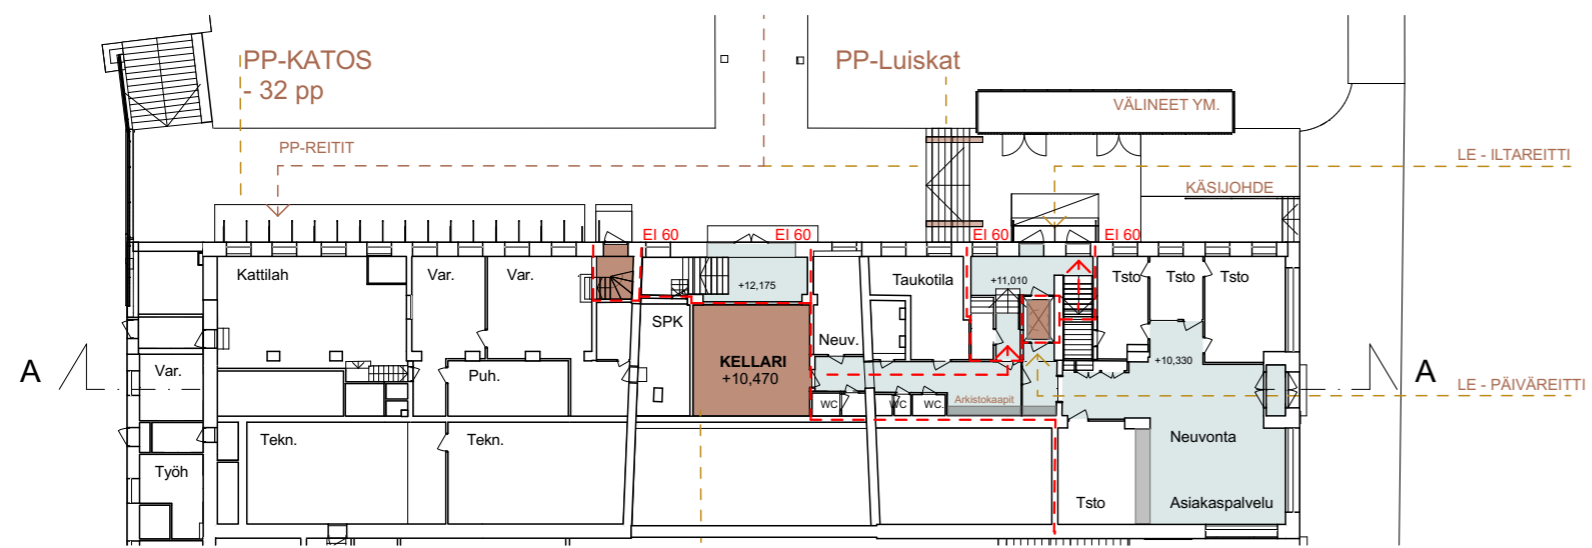 PP-KATOS
- 32 pp
PP-Luiskat
VÄLINEET YM.
PP-REITIT
LE - ILTAREITTI
KÄSIJOHDE
EI 60
EI 60
EI 60
EI 60
Kattilah
Var.
Var.
+12,175
Taukotila
+11,010
Tsto
Tsto
Tsto
SPK
Neuv.
KELLARI
+10,470
+10,330
A
Var.
Puh.
A
LE - PÄIVÄREITTI
WC
WC
WC.
Arkistokaapit
Tekn.
Tekn.
Neuvonta
Työh
Tsto
Asiakaspalvelu